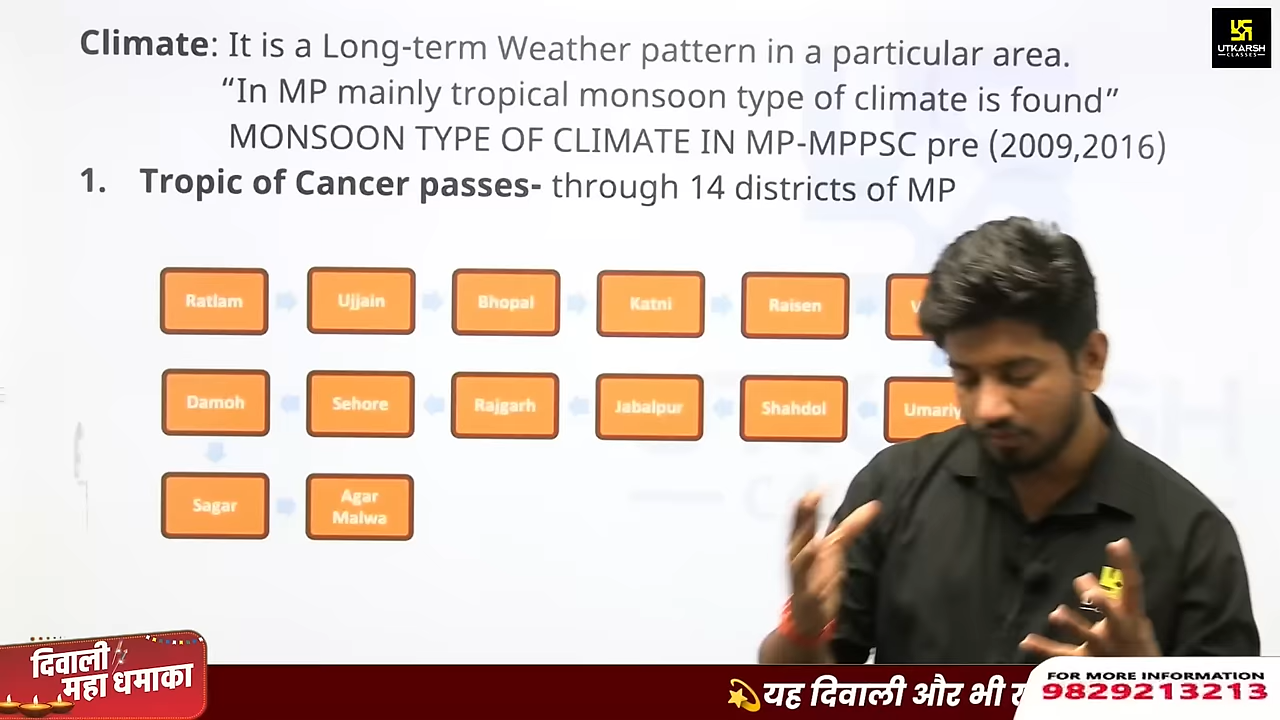 Climate: It is a Long-term Weather pattern in a particular area.
“In MP mainly tropical monsoon type of climate is found”
MONSOON TYPE OF CLIMATE IN MP-MPPSC pre (2009,2016)
1. Tropic of Cancer passes- through 14 districts of MP
UTKARSH
CLASSES
Ratlam
Ujjain
Bhopal
Katni
Raisen
Damoh
Sehore
Rajgarh
Jabalpur
Shahdol
Sagar
Agar
Malwa
दिवाली
महा धमाका
यह दिवाली और भी
FOR MORE INFORMATION
9829213213